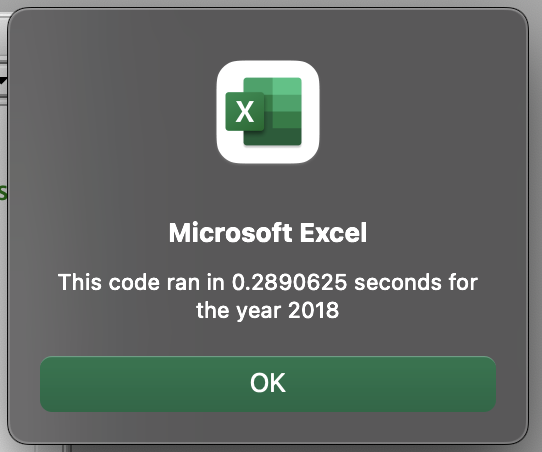 X
Microsoft Excel
This code ran in 0.2890625 seconds for
the year 2018
OK